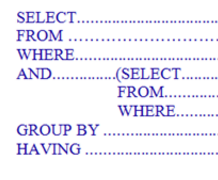 SELECT........................
FROM ………………………
WHERE........................
AND...............(SELECT..........
FROM.............
WHERE...........
GROUP BY ........................
HAVING ...........................